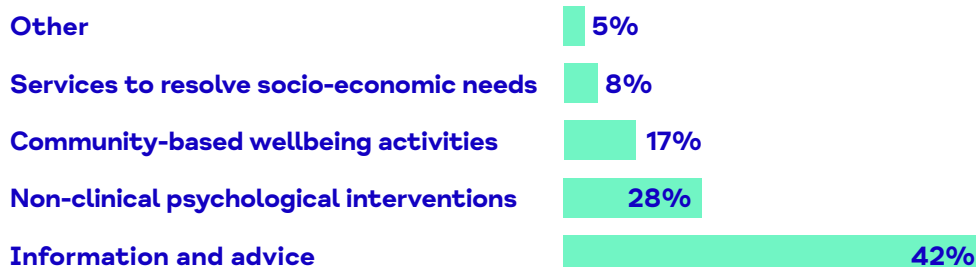 Other 5%
Services to resolve socio-economic needs 8%
Community-based wellbeing activities 17%
Non-clinical psychological interventions 28%
Information and advice 42%